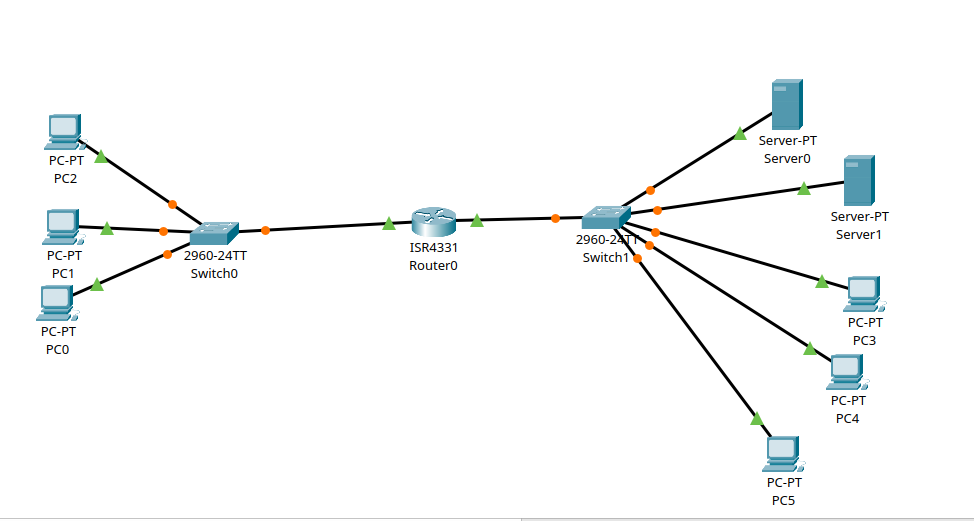 Server-PT
Server0
PC-PT
PC2
Server-PT
Server1
PC-PT
PC1
2960-24TT
Switch0
ISR4331
Router0
2960-24TT
Switch1
PC-PT
PC0
PC-PT
PC3
PC-PT
PC4
PC-PT
PC5